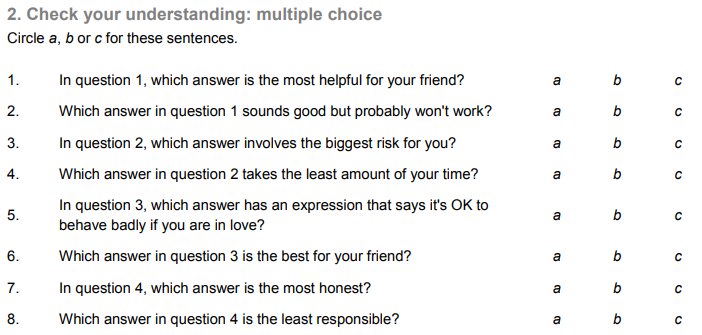 2. Check your understanding: multiple choice
Circle a, b or c for these sentences.
1. In question 1, which answer is the most helpful for your friend? a b c
2. Which answer in question 1 sounds good but probably won't work? a b c
3. In question 2, which answer involves the biggest risk for you? a b c
4. Which answer in question 2 takes the least amount of your time? a b c
5. In question 3, which answer has an expression that says it's OK to
behave badly if you are in love? a b c
6. Which answer in question 3 is the best for your friend? a b c
7. In question 4, which answer is the most honest? a b c
8. Which answer in question 4 is the least responsible? a b c